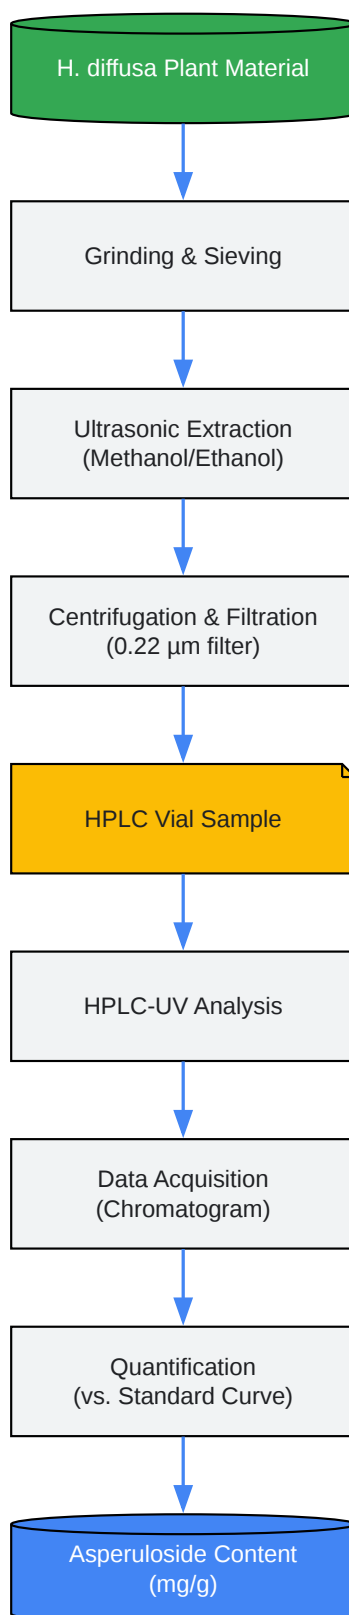 H. diffusa Plant Material
Grinding & Sieving
Ultrasonic Extraction
(Methanol/Ethanol)
Centrifugation & Filtration
(0.22 µm filter)
HPLC Vial Sample
HPLC-UV Analysis
Data Acquisition
(Chromatogram)
Quantification
(vs. Standard Curve)
Asperuloside Content
(mg/g)